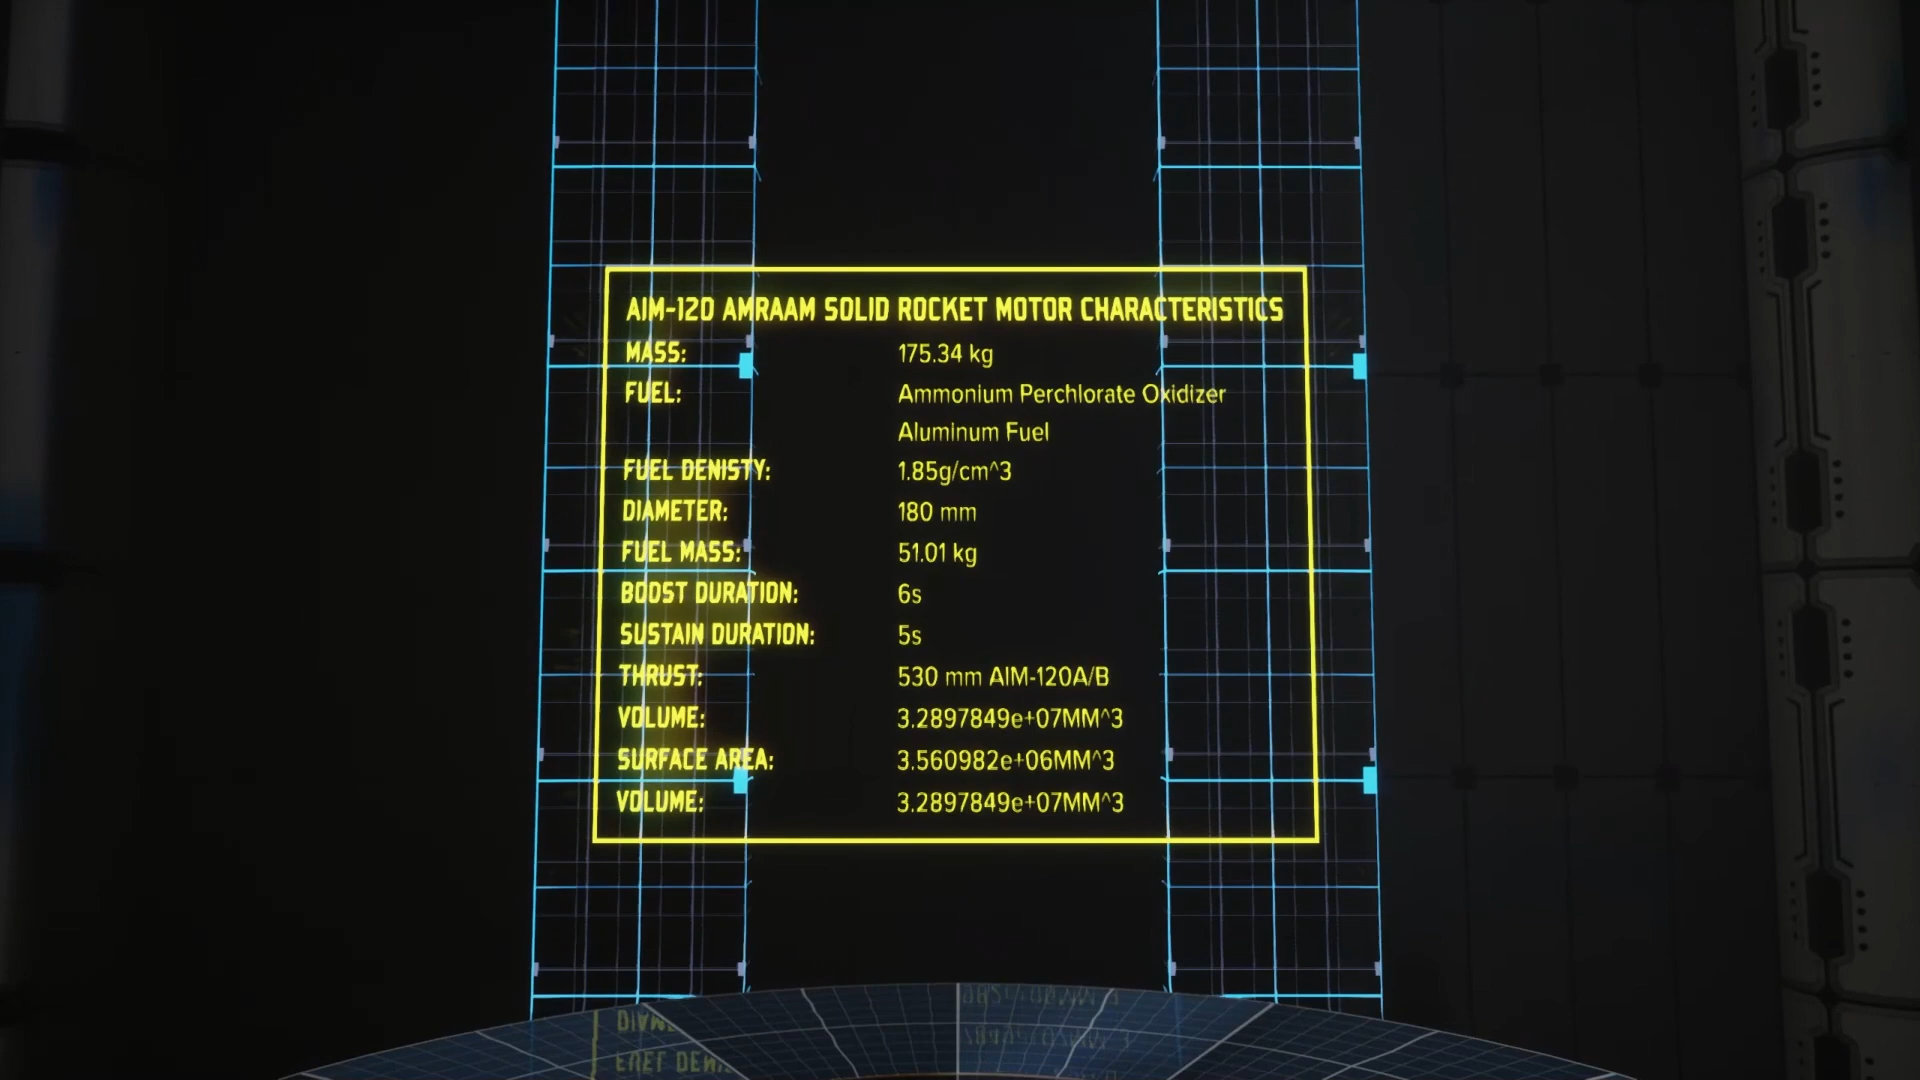 AIM-120 AMRAAM SOLID ROCKET MOTOR CHARACTERISTICS
MASS: 175.34 kg
FUEL: Ammonium Perchlorate Oxidizer
Aluminum Fuel
FUEL DENISTY: 1.85g/cm^3
DIAMETER: 180 mm
FUEL MASS: 51.01 kg
BOOST DURATION: 6s
SUSTAIN DURATION: 5s
THRUST: 530 mm AIM-120A/B
VOLUME: 3.2897849e+07MM^3
SURFACE AREA: 3.560982e+06MM^3
VOLUME: 3.2897849e+07MM^3